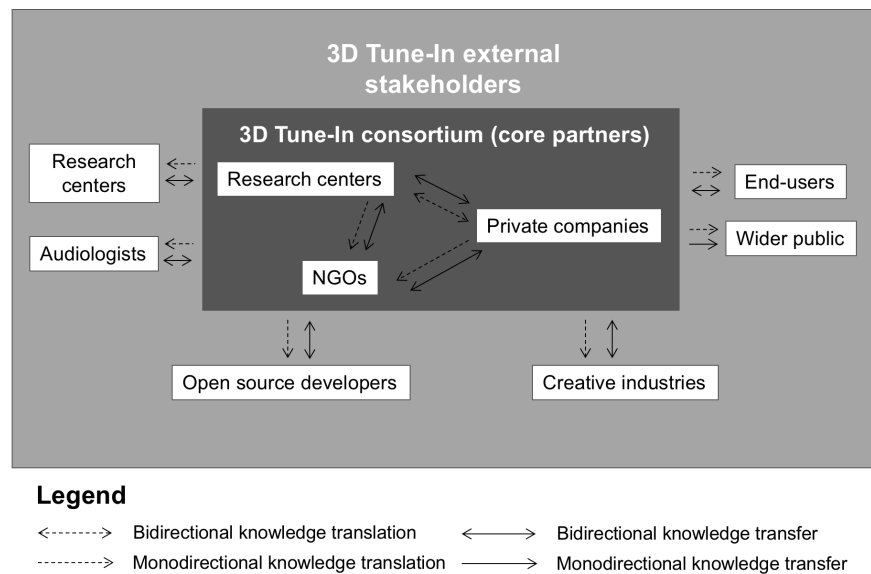 3D Tune-In external
stakeholders
3D Tune-In consortium (core partners)
Research
centers
Research centers
End-users
Private companies
Wider public
Audiologists
NGOs
Open source developers
Creative industries
Legend
Bidirectional knowledge translation
Bidirectional knowledge transfer
Monodirectional knowledge translation
Monodirectional knowledge transfer